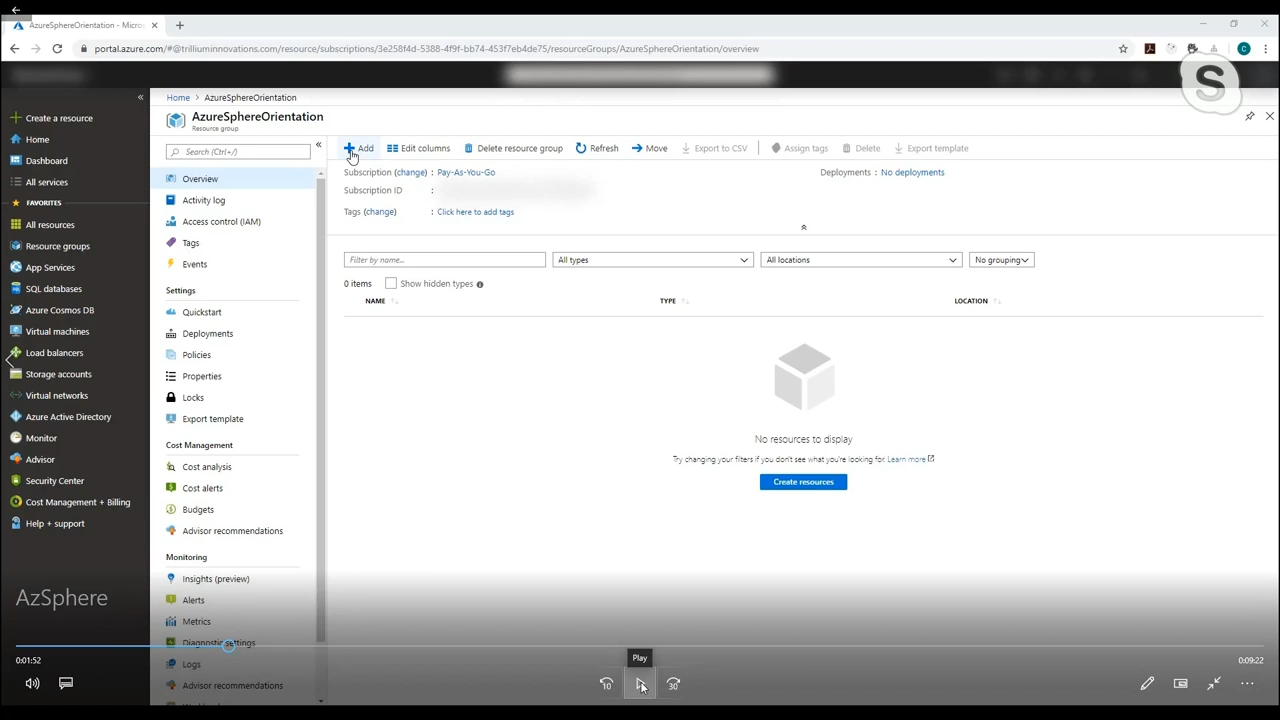 AzureSphereOrientation - Micros
portal.azure.com/#@trilliuminnovations.com/resource/subscriptions/3e258f4d-5388-4f9f-bb74-453f7eb4de75/resourceGroups/AzureSphereOrientation/overview
C
S
Create a resource
Home
Dashboard
All services
FAVORITES
All resources
Resource groups
App Services
SQL databases
Azure Cosmos DB
Virtual machines
Load balancers
Storage accounts
Virtual networks
Azure Active Directory
Monitor
Advisor
Security Center
Cost Management + Billing
Help + support
Home > AzureSphereOrientation
AzureSphereOrientation
Resource group
Search (Ctrl+/)
Overview
Activity log
Access control (IAM)
Tags
Events
Settings
Quickstart
Deployments
Policies
Properties
Locks
Export template
Cost Management
Cost analysis
Cost alerts
Budgets
Advisor recommendations
Monitoring
Insights (preview)
Alerts
Metrics
Diagnostic settings
Logs
Advisor recommendations
Add Edit columns Delete resource group Refresh Move Export to CSV Assign tags Delete Export template
Subscription (change) : Pay-As-You-Go
Deployments : No deployments
Subscription ID :
Tags (change) : Click here to add tags
Filter by name... All types All locations No grouping
0 items Show hidden types
NAME TYPE LOCATION
No resources to display
Try changing your filters if you don't see what you're looking for. Learn more
Create resources
AzSphere
Play
0:01:52
0:09:22
10
30